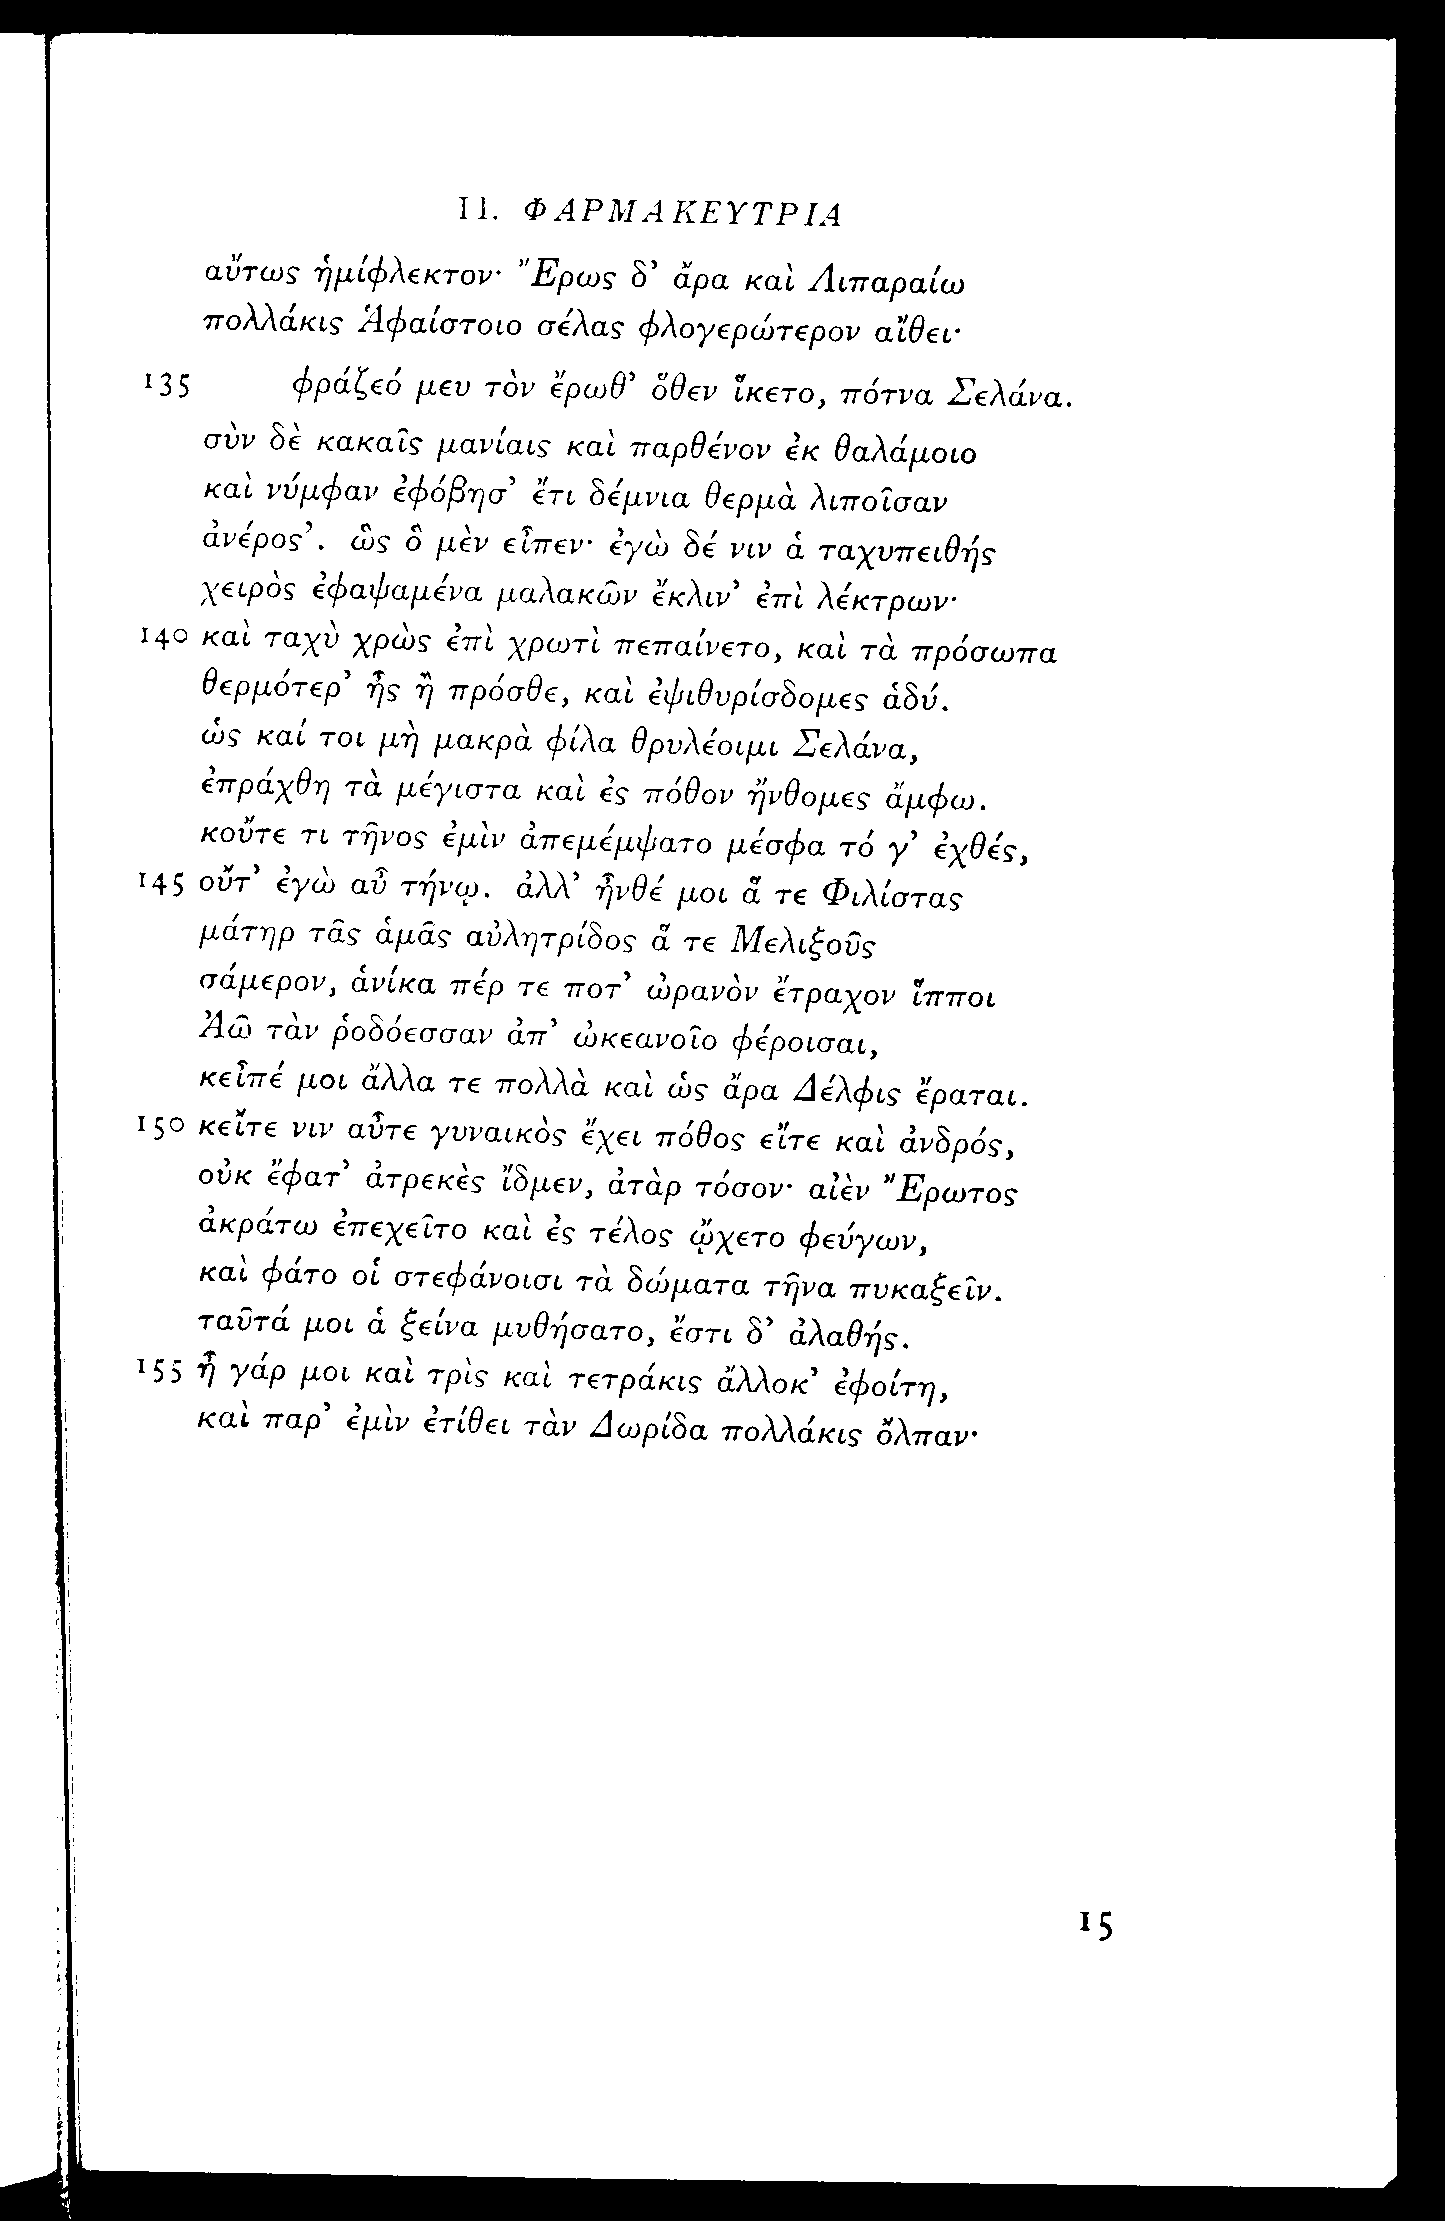 II. ΦΑΡΜΑΚΕΥΤΡΙΑ
αὔτως ἡμίφλεκτον· Ἔρως δ’ ἄρα καὶ Λιπαραίω
πολλάκις Ἁφαίστοιο σέλας φλογερώτερον αἴθει·
135 φράζεό μευ τὸν ἔρωθ’ ὅθεν ἵκετο, πότνα Σελάνα.
σὺν δὲ κακαῖς μανίαις καὶ παρθένον ἐκ θαλάμοιο
καὶ νύμφαν ἐφόβησ’ ἔτι δέμνια θερμὰ λιποῖσαν
ἀνέρος’. ὣς ὃ μὲν εἶπεν· ἐγὼ δέ νιν ἁ ταχυπειθής
χειρὸς ἐφαψαμένα μαλακῶν ἔκλιν’ ἐπὶ λέκτρων·
140 καὶ ταχὺ χρὼς ἐπὶ χρωτὶ πεπαίνετο, καὶ τὰ πρόσωπα
θερμότερ’ ἦς ἢ πρόσθε, καὶ ἐψιθυρίσδομες ἁδύ.
ὡς καί τοι μὴ μακρὰ φίλα θρυλέοιμι Σελάνα,
ἐπράχθη τὰ μέγιστα καὶ ἐς πόθον ἤνθομες ἄμφω.
κοὔτε τι τῆνος ἐμὶν ἀπεμέμψατο μέσφα τό γ’ ἐχθές,
145 οὔτ’ ἐγὼ αὖ τήνῳ. ἀλλ’ ἦνθέ μοι ἅ τε Φιλίστας
μάτηρ τᾶς ἁμᾶς αὐλητρίδος ἅ τε Μελιξοῦς
σάμερον, ἁνίκα πέρ τε ποτ’ ὠρανὸν ἔτραχον ἵπποι
Ἀῶ τὰν ῥοδόεσσαν ἀπ’ ὠκεανοῖο φέροισαι,
κεἶπέ μοι ἄλλα τε πολλὰ καὶ ὡς ἄρα Δέλφις ἔραται.
150 κεἴτε νιν αὖτε γυναικὸς ἔχει πόθος εἴτε καὶ ἀνδρός,
οὐκ ἔφατ’ ἀτρεκὲς ἴδμεν, ἀτὰρ τόσον· αἰὲν Ἔρωτος
ἀκράτω ἐπεχεῖτο καὶ ἐς τέλος ᾤχετο φεύγων,
καὶ φάτο οἱ στεφάνοισι τὰ δώματα τῆνα πυκαξεῖν.
ταῦτά μοι ἁ ξείνα μυθήσατο, ἔστι δ’ ἀλαθής.
155 ἦ γάρ μοι καὶ τρὶς καὶ τετράκις ἄλλοκ’ ἐφοίτη,
καὶ παρ’ ἐμὶν ἐτίθει τὰν Δωρίδα πολλάκις ὄλπαν·
15